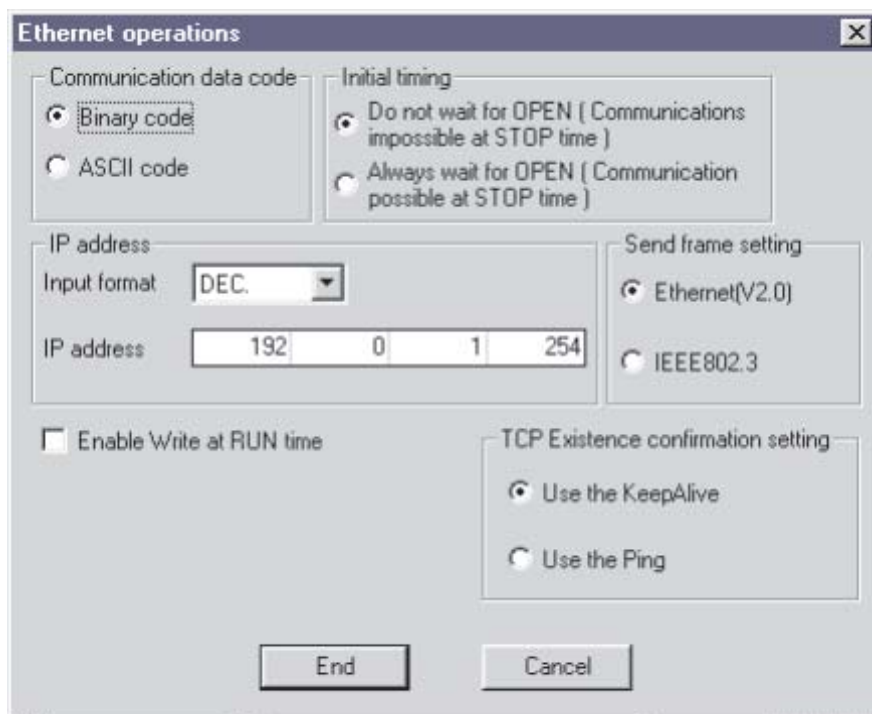 Ethernet operations
Communication data code
Binary code
ASCII code
Initial timing
Do not wait for OPEN ( Communications
impossible at STOP time )
Always wait for OPEN ( Communication
possible at STOP time )
IP address
Input format DEC.
IP address 192 0 1 254
Send frame setting
Ethernet(V2.0)
IEEE802.3
Enable Write at RUN time
TCP Existence confirmation setting
Use the KeepAlive
Use the Ping
End
Cancel